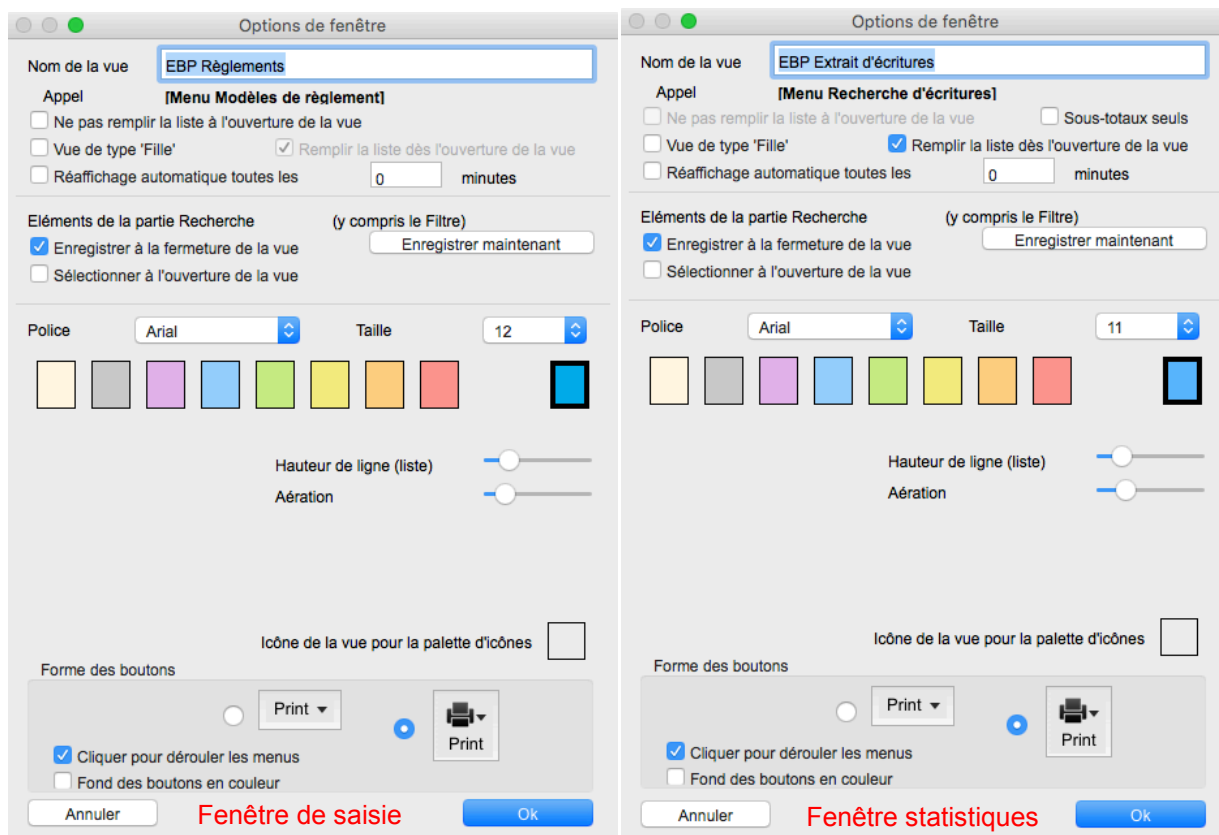 Options de fenêtre
Nom de la vue EBP Règlements
Appel [Menu Modèles de règlement]
Ne pas remplir la liste à l'ouverture de la vue
Vue de type 'Fille' Remplir la liste dès l'ouverture de la vue
Réaffichage automatique toutes les 0 minutes
Eléments de la partie Recherche (y compris le Filtre)
Enregistrer à la fermeture de la vue Enregistrer maintenant
Sélectionner à l'ouverture de la vue
Police Arial Taille 12
Hauteur de ligne (liste)
Aération
Icône de la vue pour la palette d'icônes
Forme des boutons
Print
Print
Cliquer pour dérouler les menus
Fond des boutons en couleur
Annuler Fenêtre de saisie Ok
Options de fenêtre
Nom de la vue EBP Extrait d'écritures
Appel [Menu Recherche d'écritures]
Ne pas remplir la liste à l'ouverture de la vue Sous-totaux seuls
Vue de type 'Fille' Remplir la liste dès l'ouverture de la vue
Réaffichage automatique toutes les 0 minutes
Eléments de la partie Recherche (y compris le Filtre)
Enregistrer à la fermeture de la vue Enregistrer maintenant
Sélectionner à l'ouverture de la vue
Police Arial Taille 11
Hauteur de ligne (liste)
Aération
Icône de la vue pour la palette d'icônes
Forme des boutons
Print
Print
Cliquer pour dérouler les menus
Fond des boutons en couleur
Annuler Fenêtre statistiques Ok